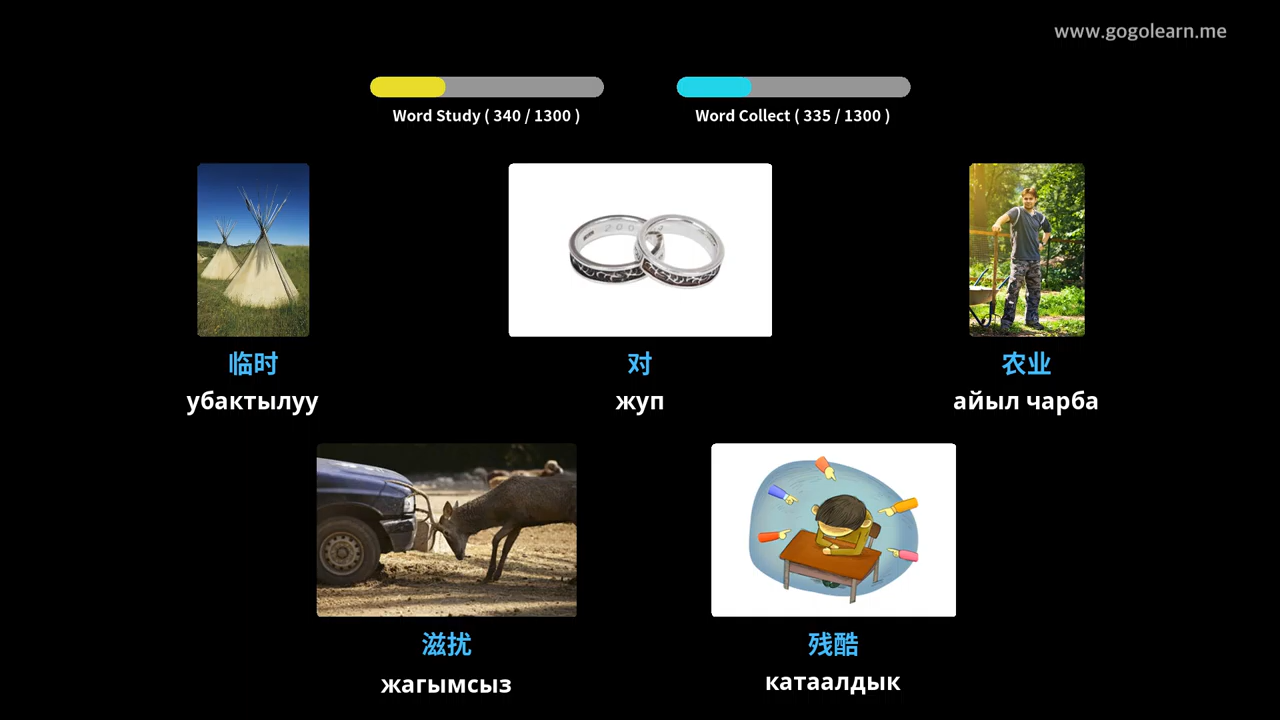 www.gogolearn.me
Word Study ( 340 / 1300 )
Word Collect ( 335 / 1300 )
临时
убактылуу
对
жуп
农业
айыл чарба
滋扰
жагымсыз
残酷
катаалдык